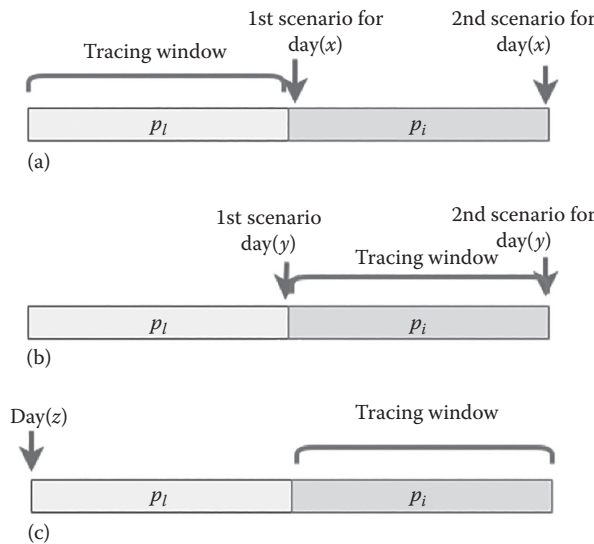 1st scenario for
day(x)
2nd scenario for
day(x)
Tracing window
p_l
p_i
(a)
1st scenario
day(y)
2nd scenario for
day(y)
Tracing window
p_l
p_i
(b)
Day(z)
Tracing window
p_l
p_i
(c)